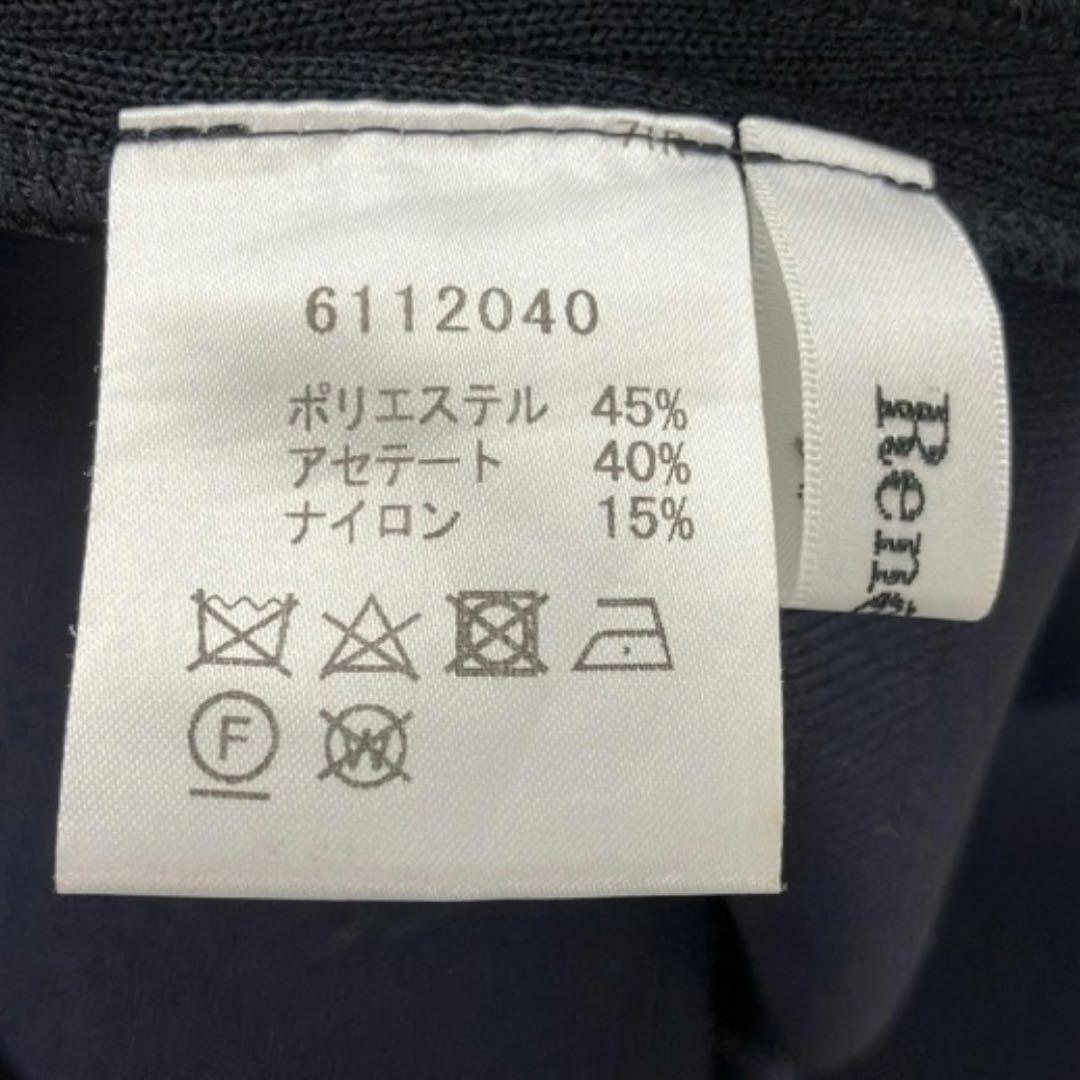 6112040
ポリエステル 45%
アセテート 40%
ナイロン 15%
F
W
Ren